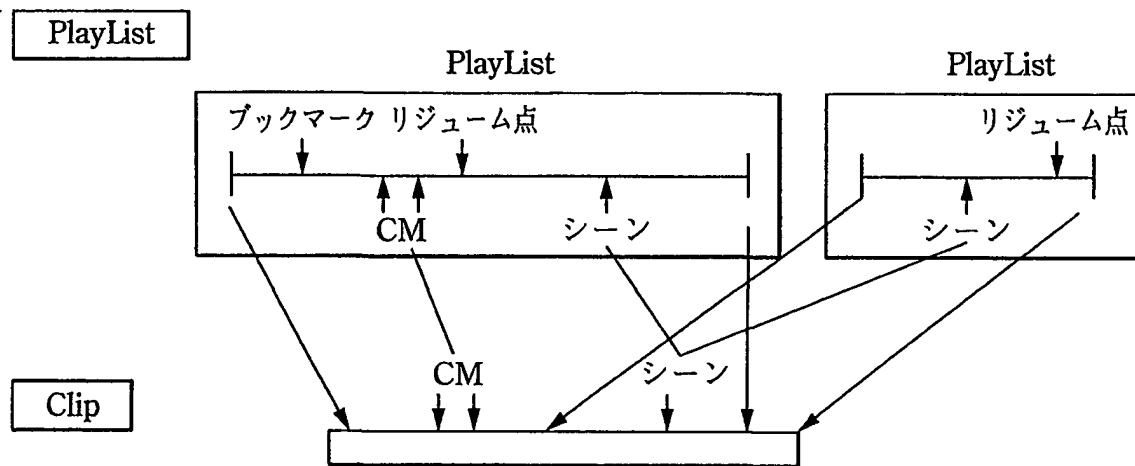 PlayList
PlayList PlayList
ブックマーク リジューム点 リジューム点
CM シーン シーン
CM シーン
Clip